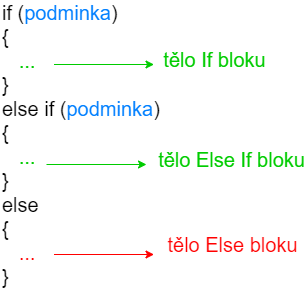 if (podminka)
{
... tělo If bloku
}
else if (podminka)
{
... tělo Else If bloku
}
else
{
... tělo Else bloku
}